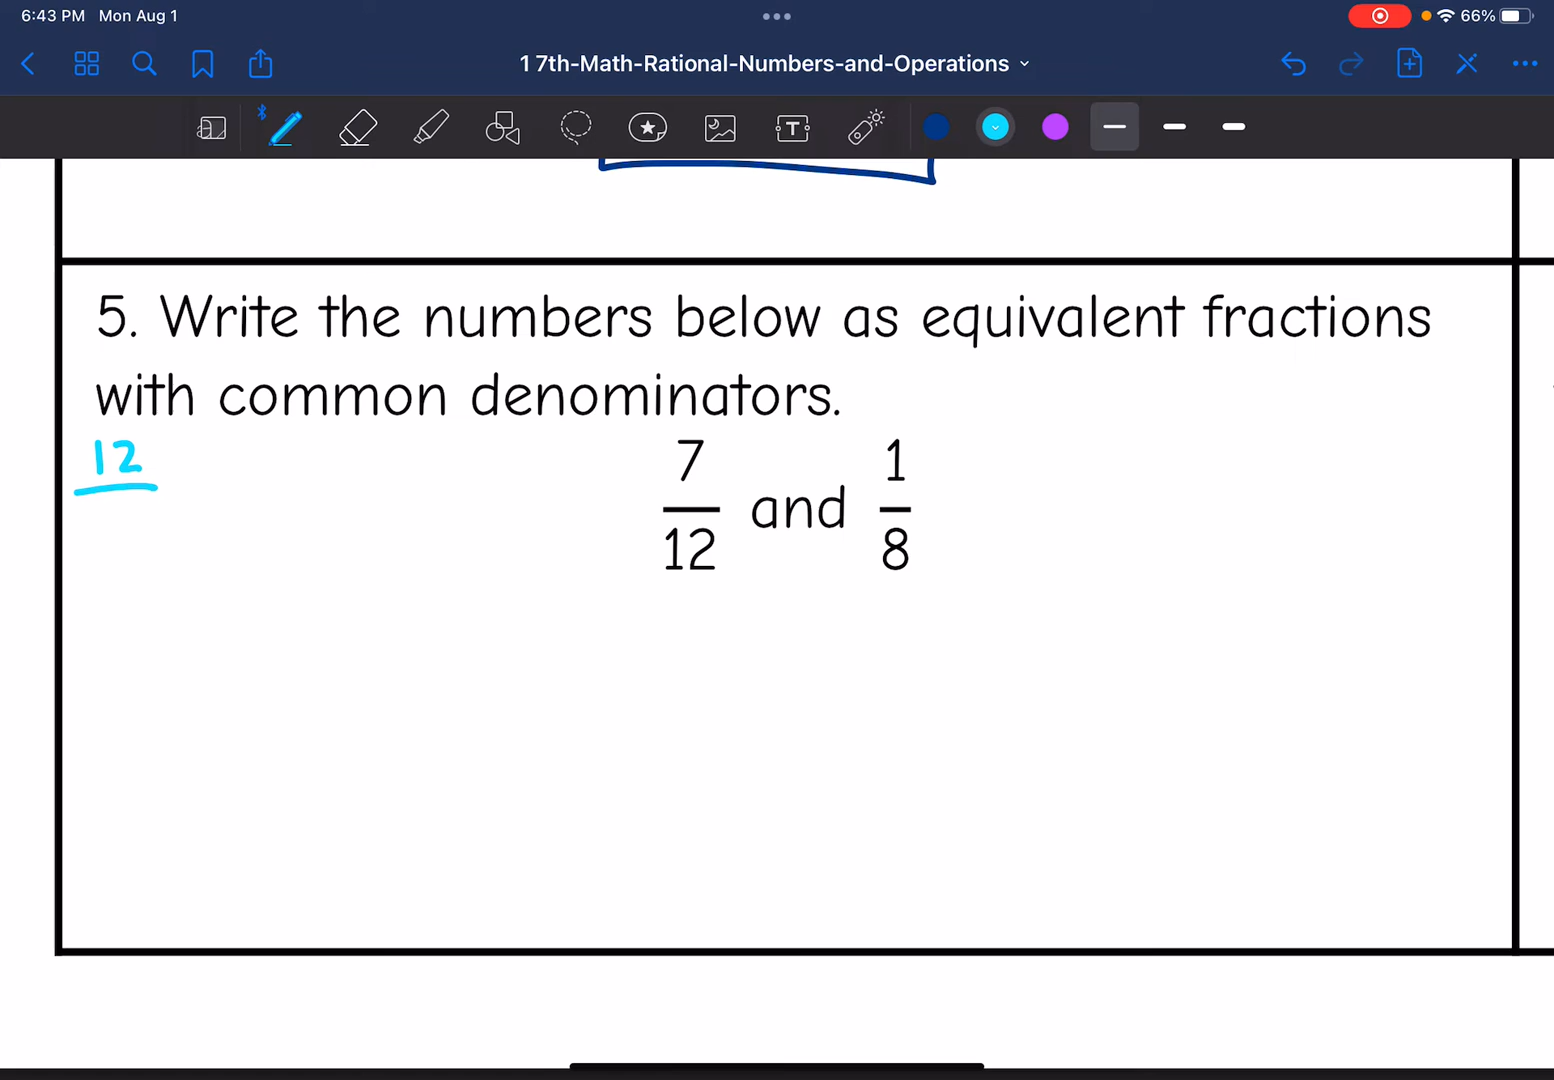 6:43 PM Mon Aug 1
66%
1 7th-Math-Rational-Numbers-and-Operations
T
5. Write the numbers below as equivalent fractions
with common denominators.
12
7/12 and 1/8